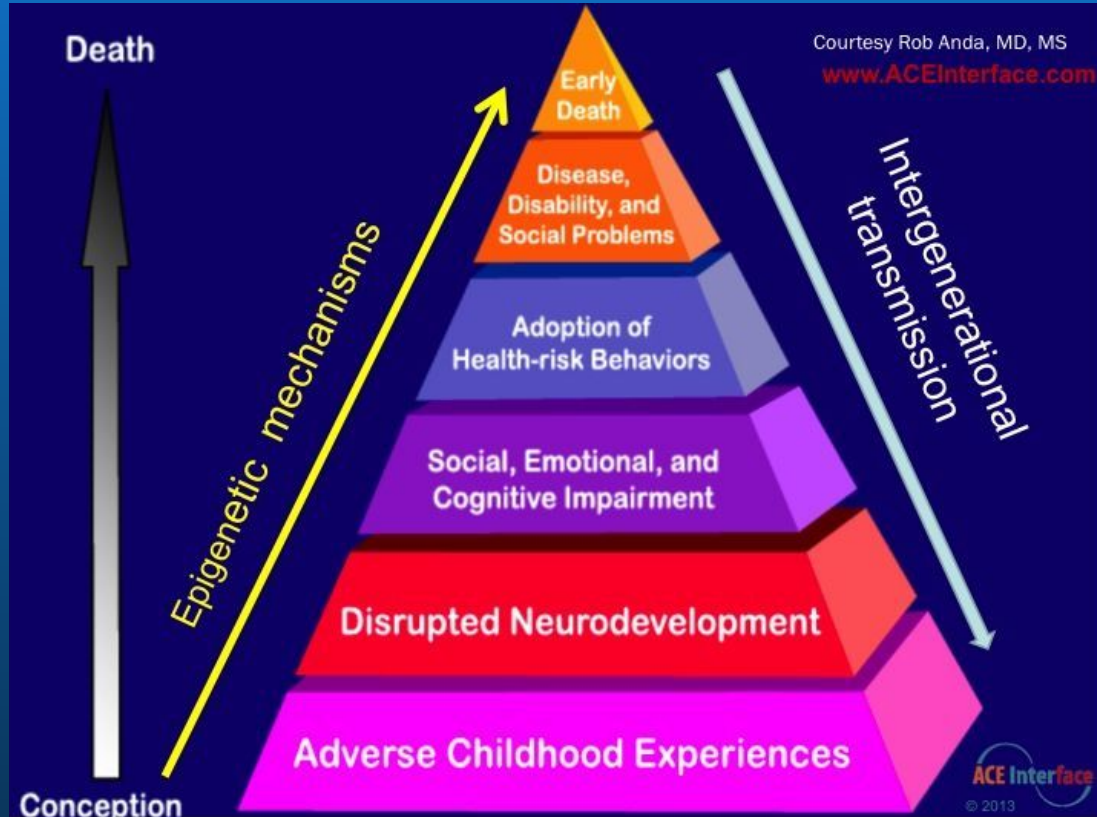 Death
Courtesy Rob Anda, MD, MS
www.ACEInterface.com
Early
Death
Disease,
Disability, and
Social Problems
Adoption of
Health-risk Behaviors
Social, Emotional, and
Cognitive Impairment
Disrupted Neurodevelopment
Adverse Childhood Experiences
Epigenetic mechanisms
Intergenerational
transmission
Conception
ACE Interface
© 2013